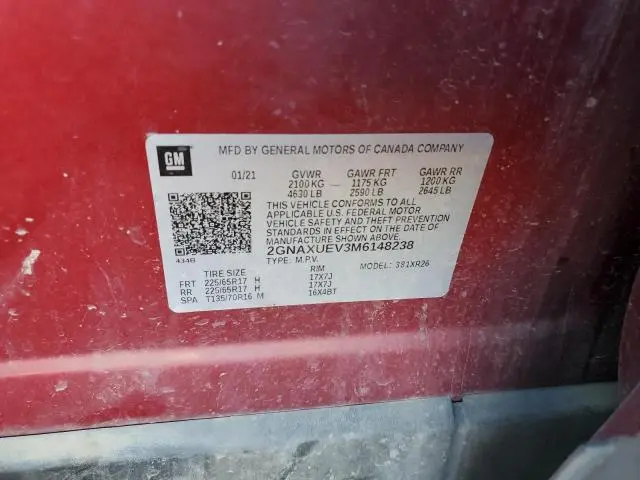 GM
MFD BY GENERAL MOTORS OF CANADA COMPANY
01/21 GVWR GAWR FRT GAWR RR
2100 KG — 1175 KG 1200 KG
4630 LB 2590 LB 2645 LB
THIS VEHICLE CONFORMS TO ALL
APPLICABLE U.S. FEDERAL MOTOR
VEHICLE SAFETY AND THEFT PREVENTION
STANDARDS IN EFFECT ON THE DATE OF
MANUFACTURE SHOWN ABOVE.
2GNAXUEV3M6148238
434B TYPE: M.P.V. MODEL: 381XR26
TIRE SIZE RIM
FRT 225/65R17 H 17X7J
RR 225/65R17 H 17X7J
SPA T135/70R16 M 16X4BT